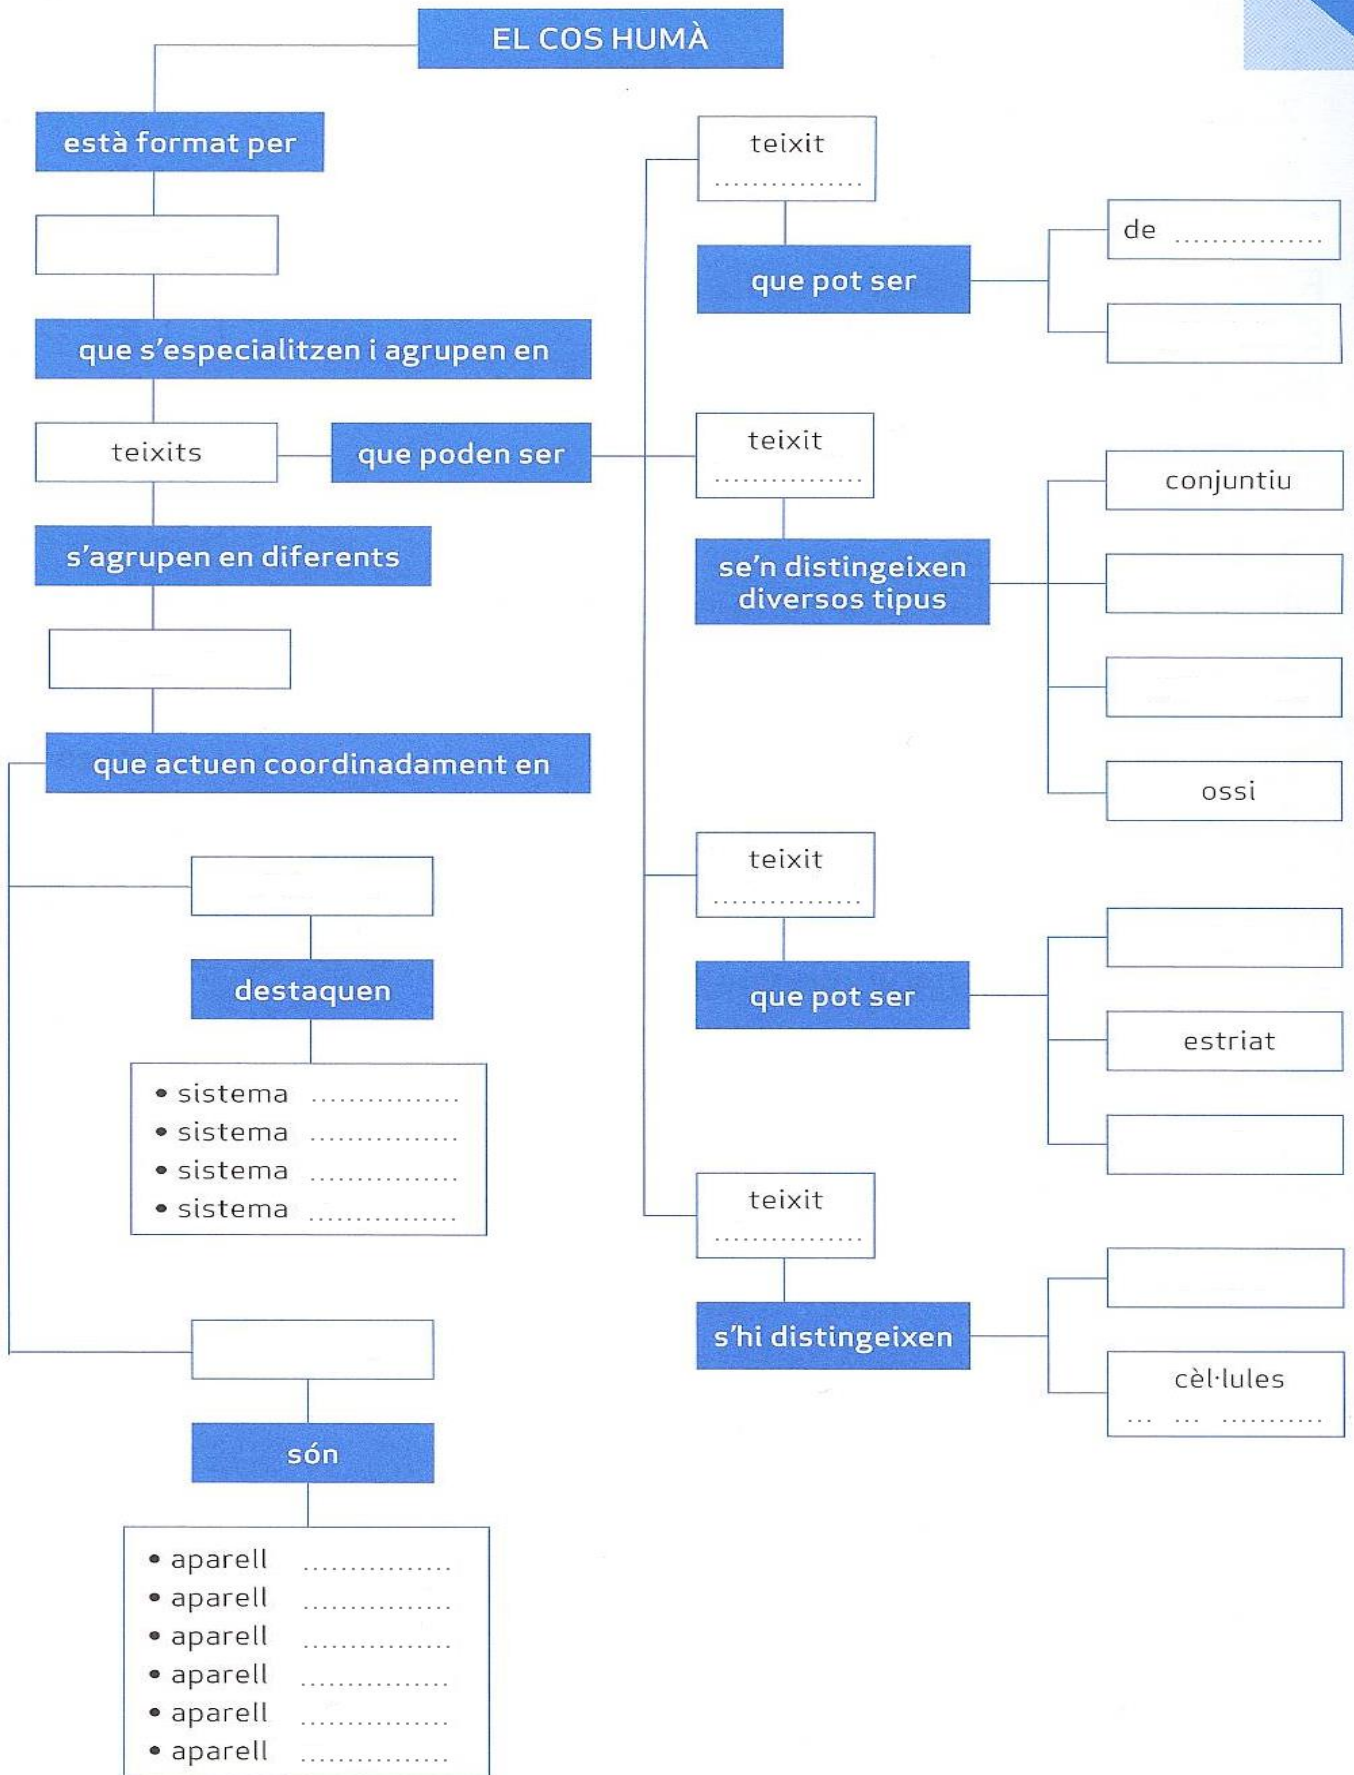 EL COS HUMÀ
està format per
que s'especialitzen i agrupen en
teixits
que poden ser
s'agrupen en diferents
que actuen coordinadament en
destaquen
• sistema ................
• sistema ................
• sistema ................
• sistema ................
són
• aparell ................
• aparell ................
• aparell ................
• aparell ................
• aparell ................
• aparell ................
teixit
................
que pot ser
de ................
teixit
................
se'n distingeixen
diversos tipus
conjuntiu
ossi
teixit
................
que pot ser
estriat
teixit
................
s'hi distingeixen
cèl·lules
... ... ...........